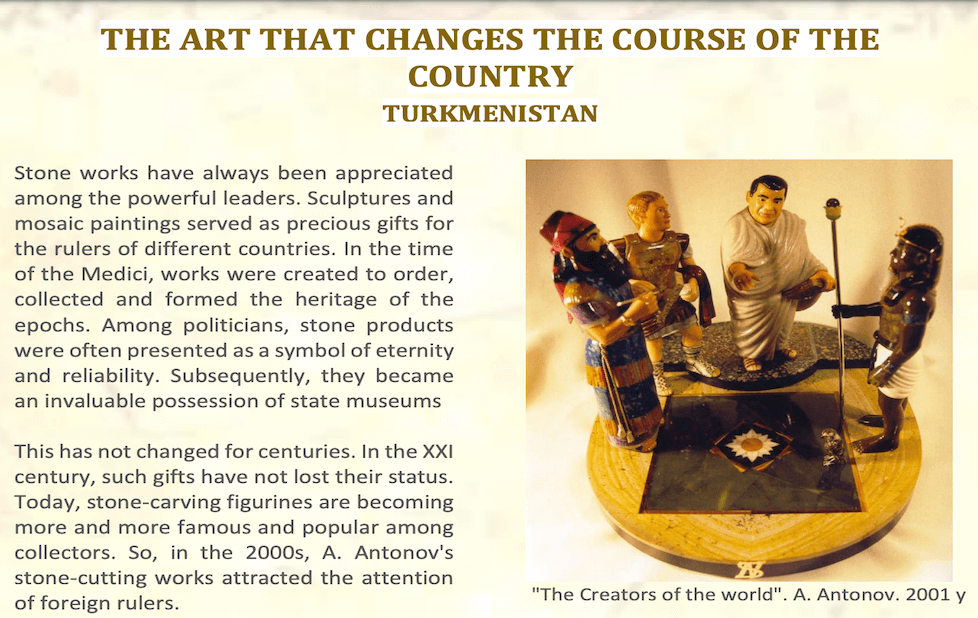 THE ART THAT CHANGES THE COURSE OF THE
COUNTRY
TURKMENISTAN
Stone works have always been appreciated
among the powerful leaders. Sculptures and
mosaic paintings served as precious gifts for
the rulers of different countries. In the time
of the Medici, works were created to order,
collected and formed the heritage of the
epochs. Among politicians, stone products
were often presented as a symbol of eternity
and reliability. Subsequently, they became
an invaluable possession of state museums
This has not changed for centuries. In the XXI
century, such gifts have not lost their status.
Today, stone-carving figurines are becoming
more and more famous and popular among
collectors. So, in the 2000s, A. Antonov's
stone-cutting works attracted the attention
of foreign rulers.
"The Creators of the world". A. Antonov. 2001 y